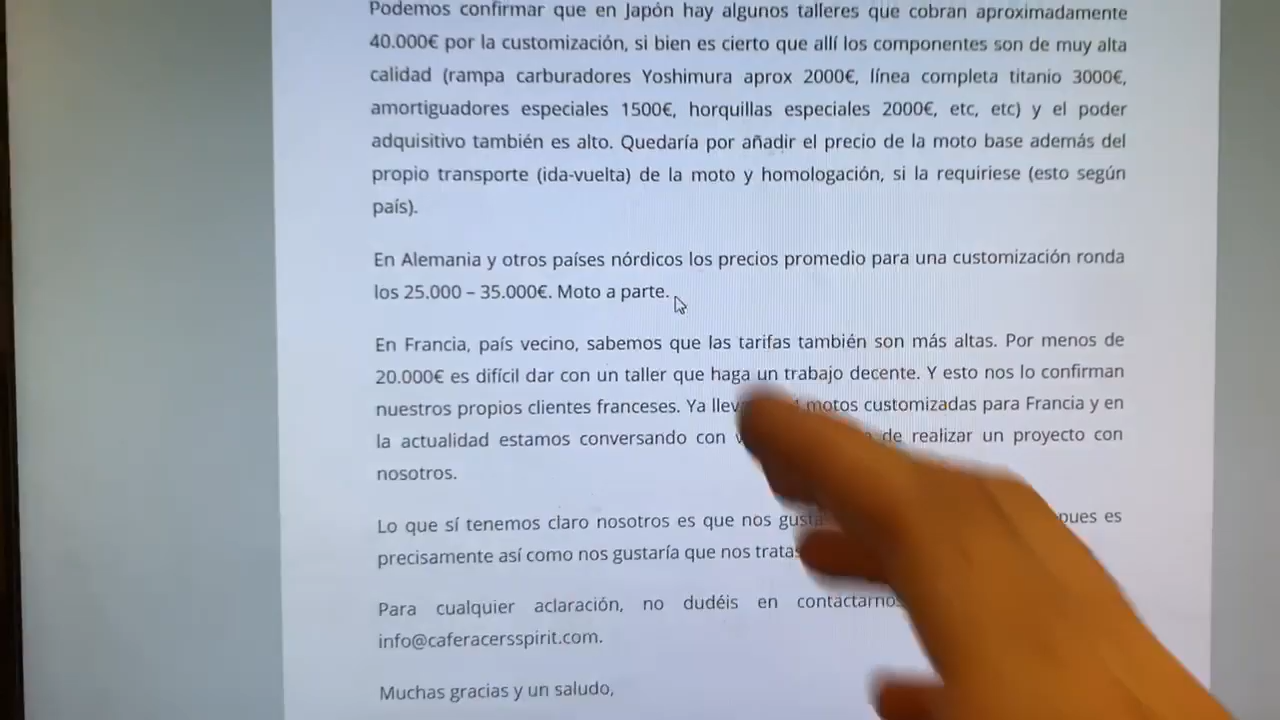 Podemos confirmar que en Japón hay algunos talleres que cobran aproximadamente
40.000€ por la customización, si bien es cierto que allí los componentes son de muy alta
calidad (rampa carburadores Yoshimura aprox 2000€, línea completa titanio 3000€,
amortiguadores especiales 1500€, horquillas especiales 2000€, etc, etc) y el poder
adquisitivo también es alto. Quedaría por añadir el precio de la moto base además del
propio transporte (ida-vuelta) de la moto y homologación, si la requiriese (esto según
país).
En Alemania y otros países nórdicos los precios promedio para una customización ronda
los 25.000 – 35.000€. Moto a parte.
En Francia, país vecino, sabemos que las tarifas también son más altas. Por menos de
20.000€ es difícil dar con un taller que haga un trabajo decente. Y esto nos lo confirman
nuestros propios clientes franceses. Ya motos customizadas para Francia y en
la actualidad estamos conversando con de realizar un proyecto con
nosotros.
Lo que sí tenemos claro nosotros es que nos pues es
precisamente así como nos gustaría que nos
Para cualquier aclaración, no dudéis en contactarnos
info@caferacersspirit.com.
Muchas gracias y un saludo,